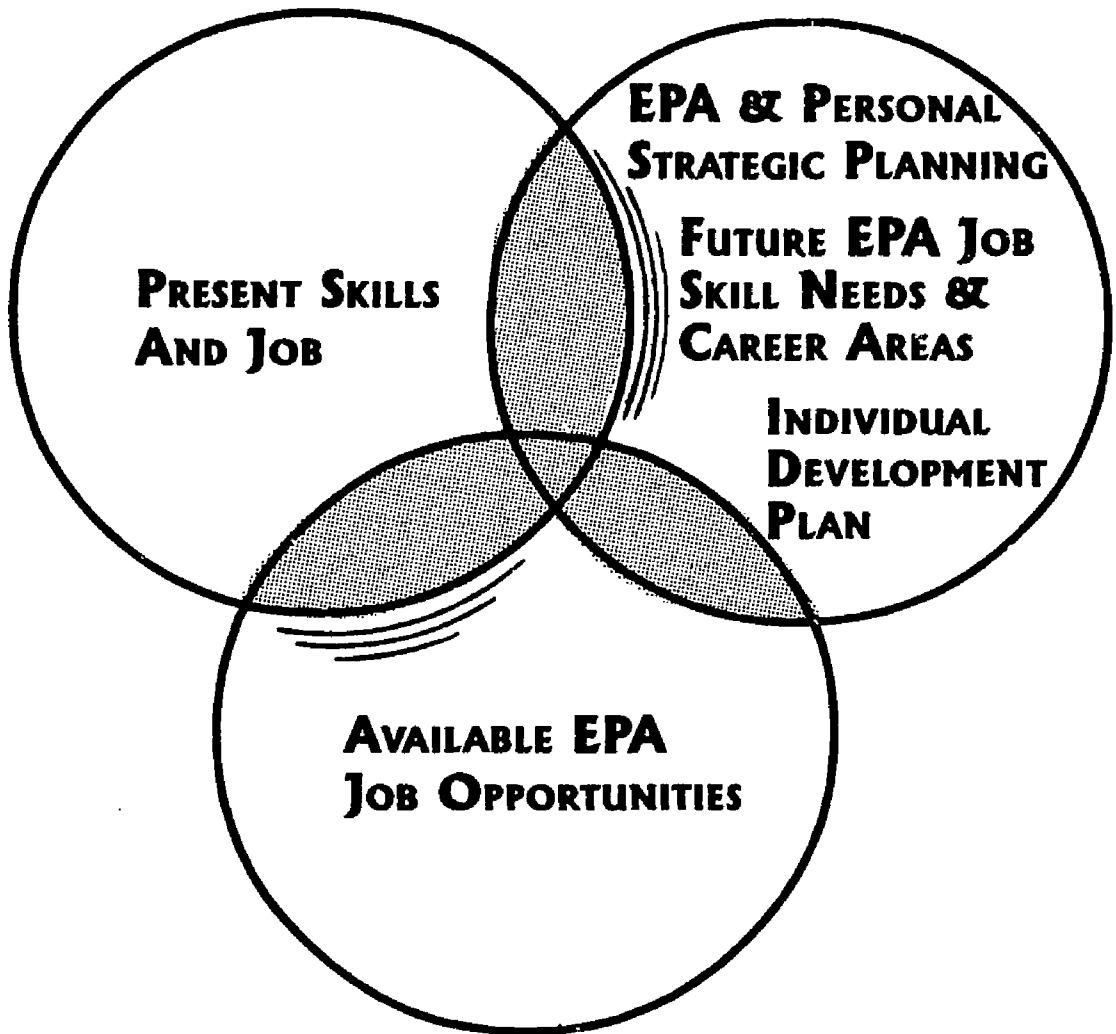 EPA & PERSONAL
STRATEGIC PLANNING
FUTURE EPA JOB
SKILL NEEDS &
CAREER AREAS
PRESENT SKILLS
AND JOB
INDIVIDUAL
DEVELOPMENT
PLAN
AVAILABLE EPA
JOB OPPORTUNITIES